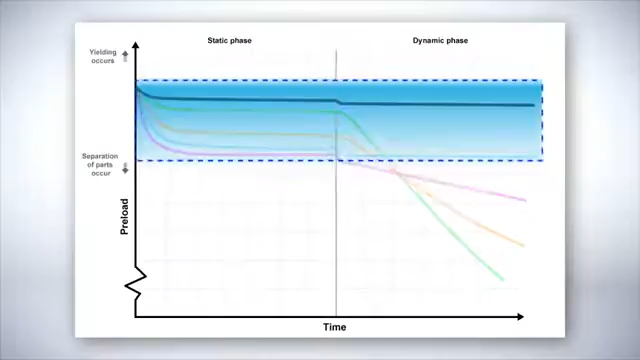 Static phase
Dynamic phase
Yielding
occurs
Separation
of parts
occur
Preload
Time